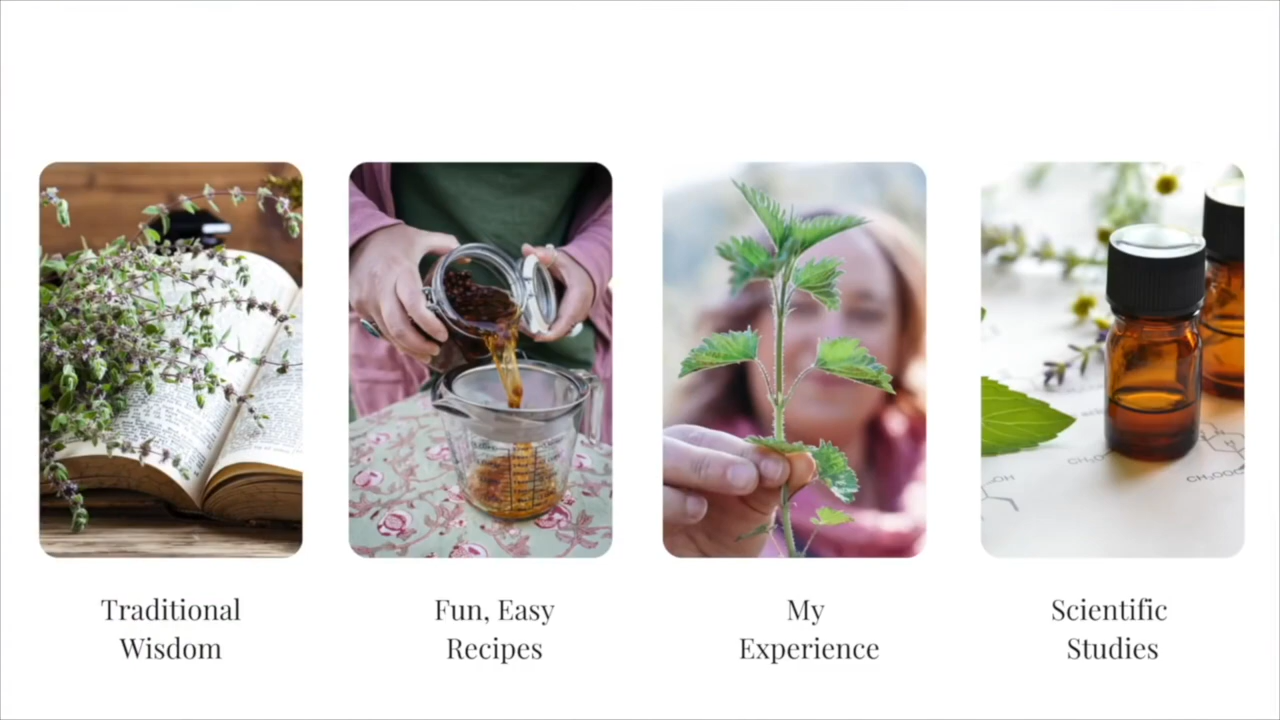 Traditional
Wisdom
Fun, Easy
Recipes
My
Experience
Scientific
Studies